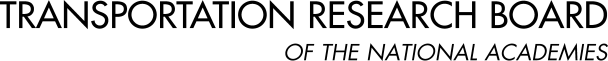 TRANSPORTATION RESEARCH BOARD
OF THE NATIONAL ACADEMIES